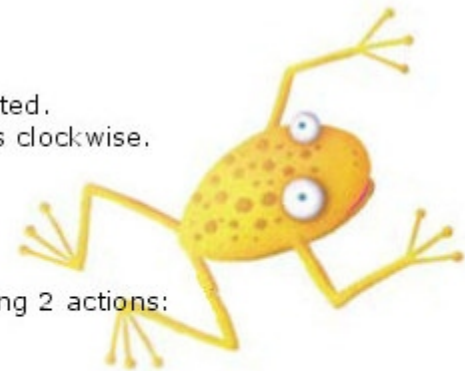 ted.
s clockwise.
ng 2 actions: